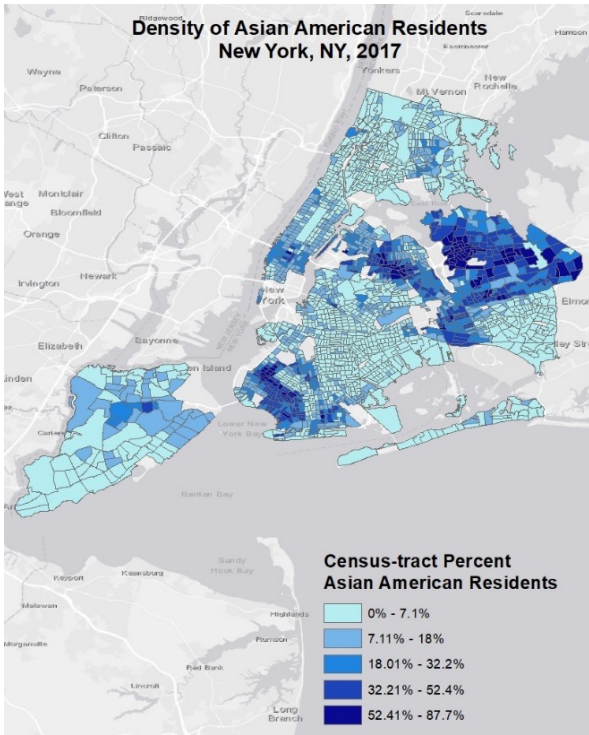 Density of Asian American Residents
New York, NY, 2017
Ridgewood
Scarsdale
Harrison
Eastchester
Yonkers
New
Rochelle
Mt Vernon
Wayne
Paterson
Clifton
Passaic
West
Orange
Montclair
Bloomfield
Orange
Irvington
Newark
New
York
Elizabeth
Bayonne
Linden
Elmont
Lower New
York Bay
Raritan Bay
Sandy
Hook Bay
Keyport
Keansburg
Matawan
Highlands
Morganville
Rumson
Red Bank
Lincroft
Long
Branch
Census-tract Percent
Asian American Residents
0% - 7.1%
7.11% - 18%
18.01% - 32.2%
32.21% - 52.4%
52.41% - 87.7%